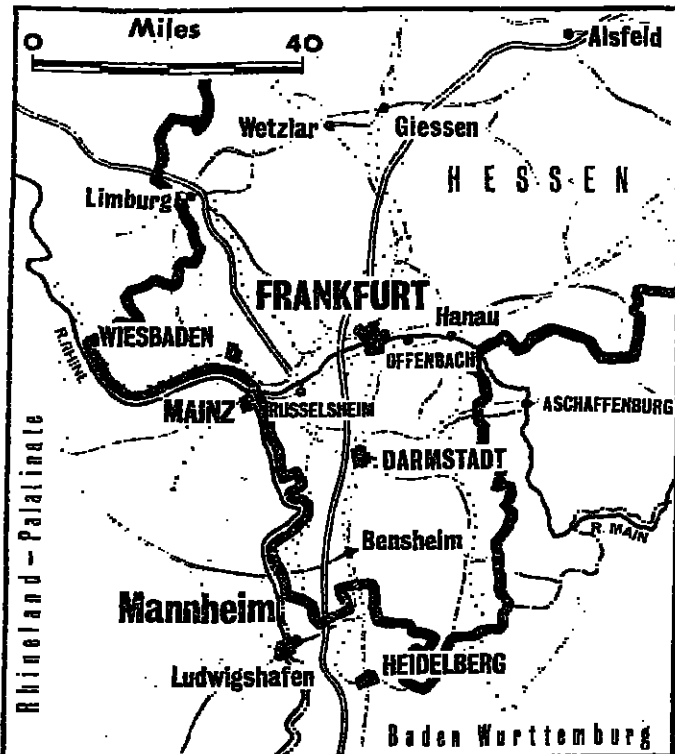 Miles
0 40
Alsfeld
Wetzlar
Giessen
HESSEN
Limburg
FRANKFURT
Hanau
WIESBADEN
OFFENBACH
R.RHINE
MAINZ
RUSSELSHEIM
ASCHAFFENBURG
DARMSTADT
R. MAIN
Bensheim
Rhineland - Palatinate
Mannheim
HEIDELBERG
Ludwigshafen
Baden Wurttemburg